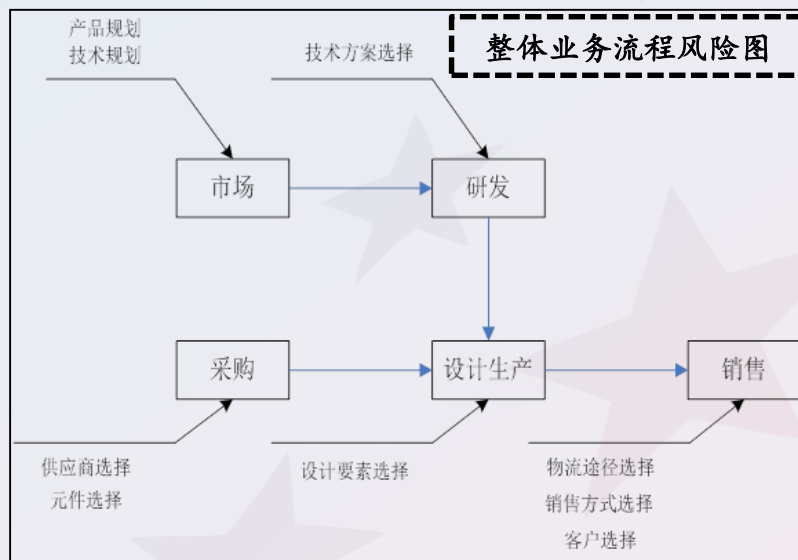 产品规划
技术规划
技术方案选择
整体业务流程风险图
市场
研发
采购
设计生产
销售
供应商选择
元件选择
设计要素选择
物流途径选择
销售方式选择
客户选择